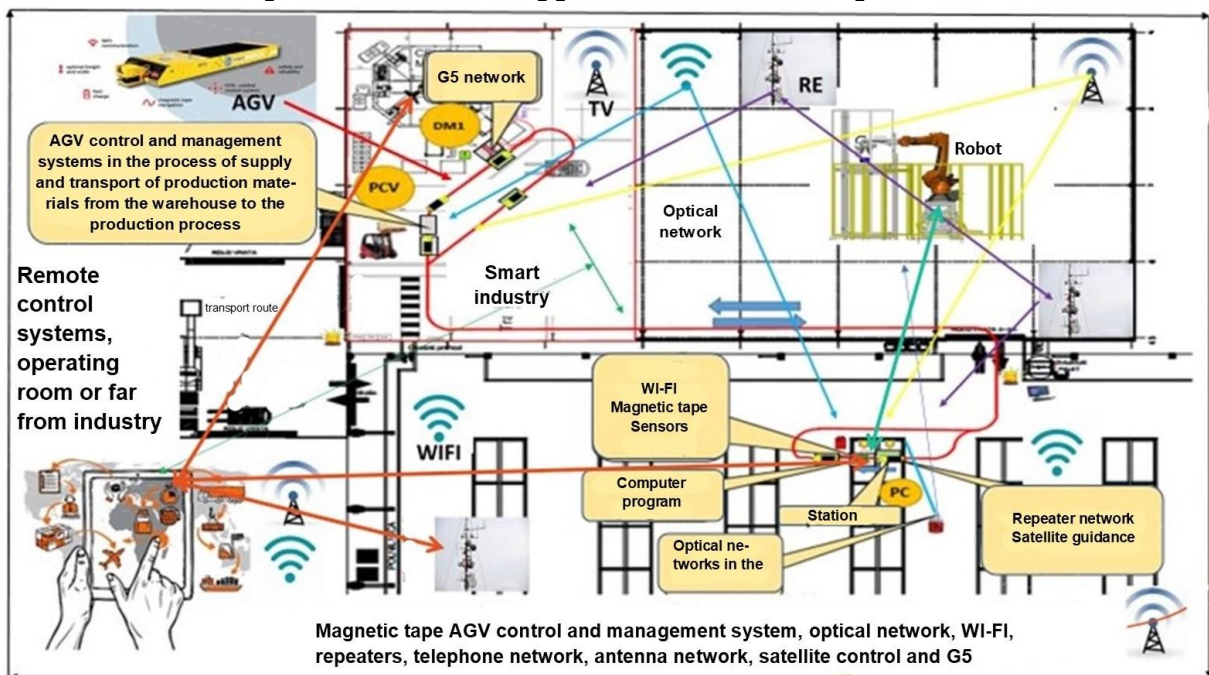 AGV
G5 network
TV
RE
DM1
PCV
AGV control and management
systems in the process of supply
and transport of production mate-
rials from the warehouse to the
production process
Robot
Optical
network
Remote
control
systems,
operating
room or far
from industry
transport route
Smart
industry
WI-FI
Magnetic tape
Sensors
WIFI
Computer
program
Station
PC
Repeater network
Satellite guidance
Optical ne-
tworks in the
Magnetic tape AGV control and management system, optical network, WI-FI,
repeaters, telephone network, antenna network, satellite control and G5